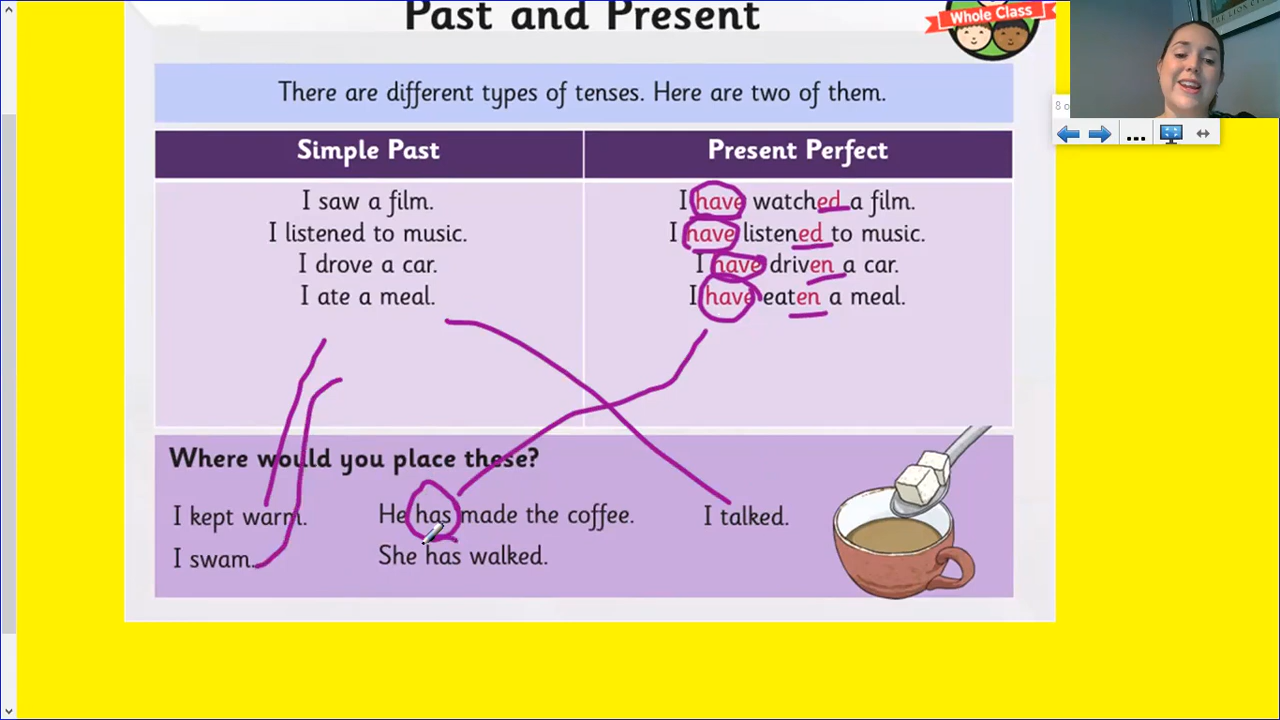 Past and Present
Whole Class
There are different types of tenses. Here are two of them.
8 o
Simple Past
Present Perfect
I saw a film.
I listened to music.
I drove a car.
I ate a meal.
I have watched a film.
I have listened to music.
I have driven a car.
I have eaten a meal.
Where would you place these?
I kept warm.
He has made the coffee.
I talked.
I swam.
She has walked.